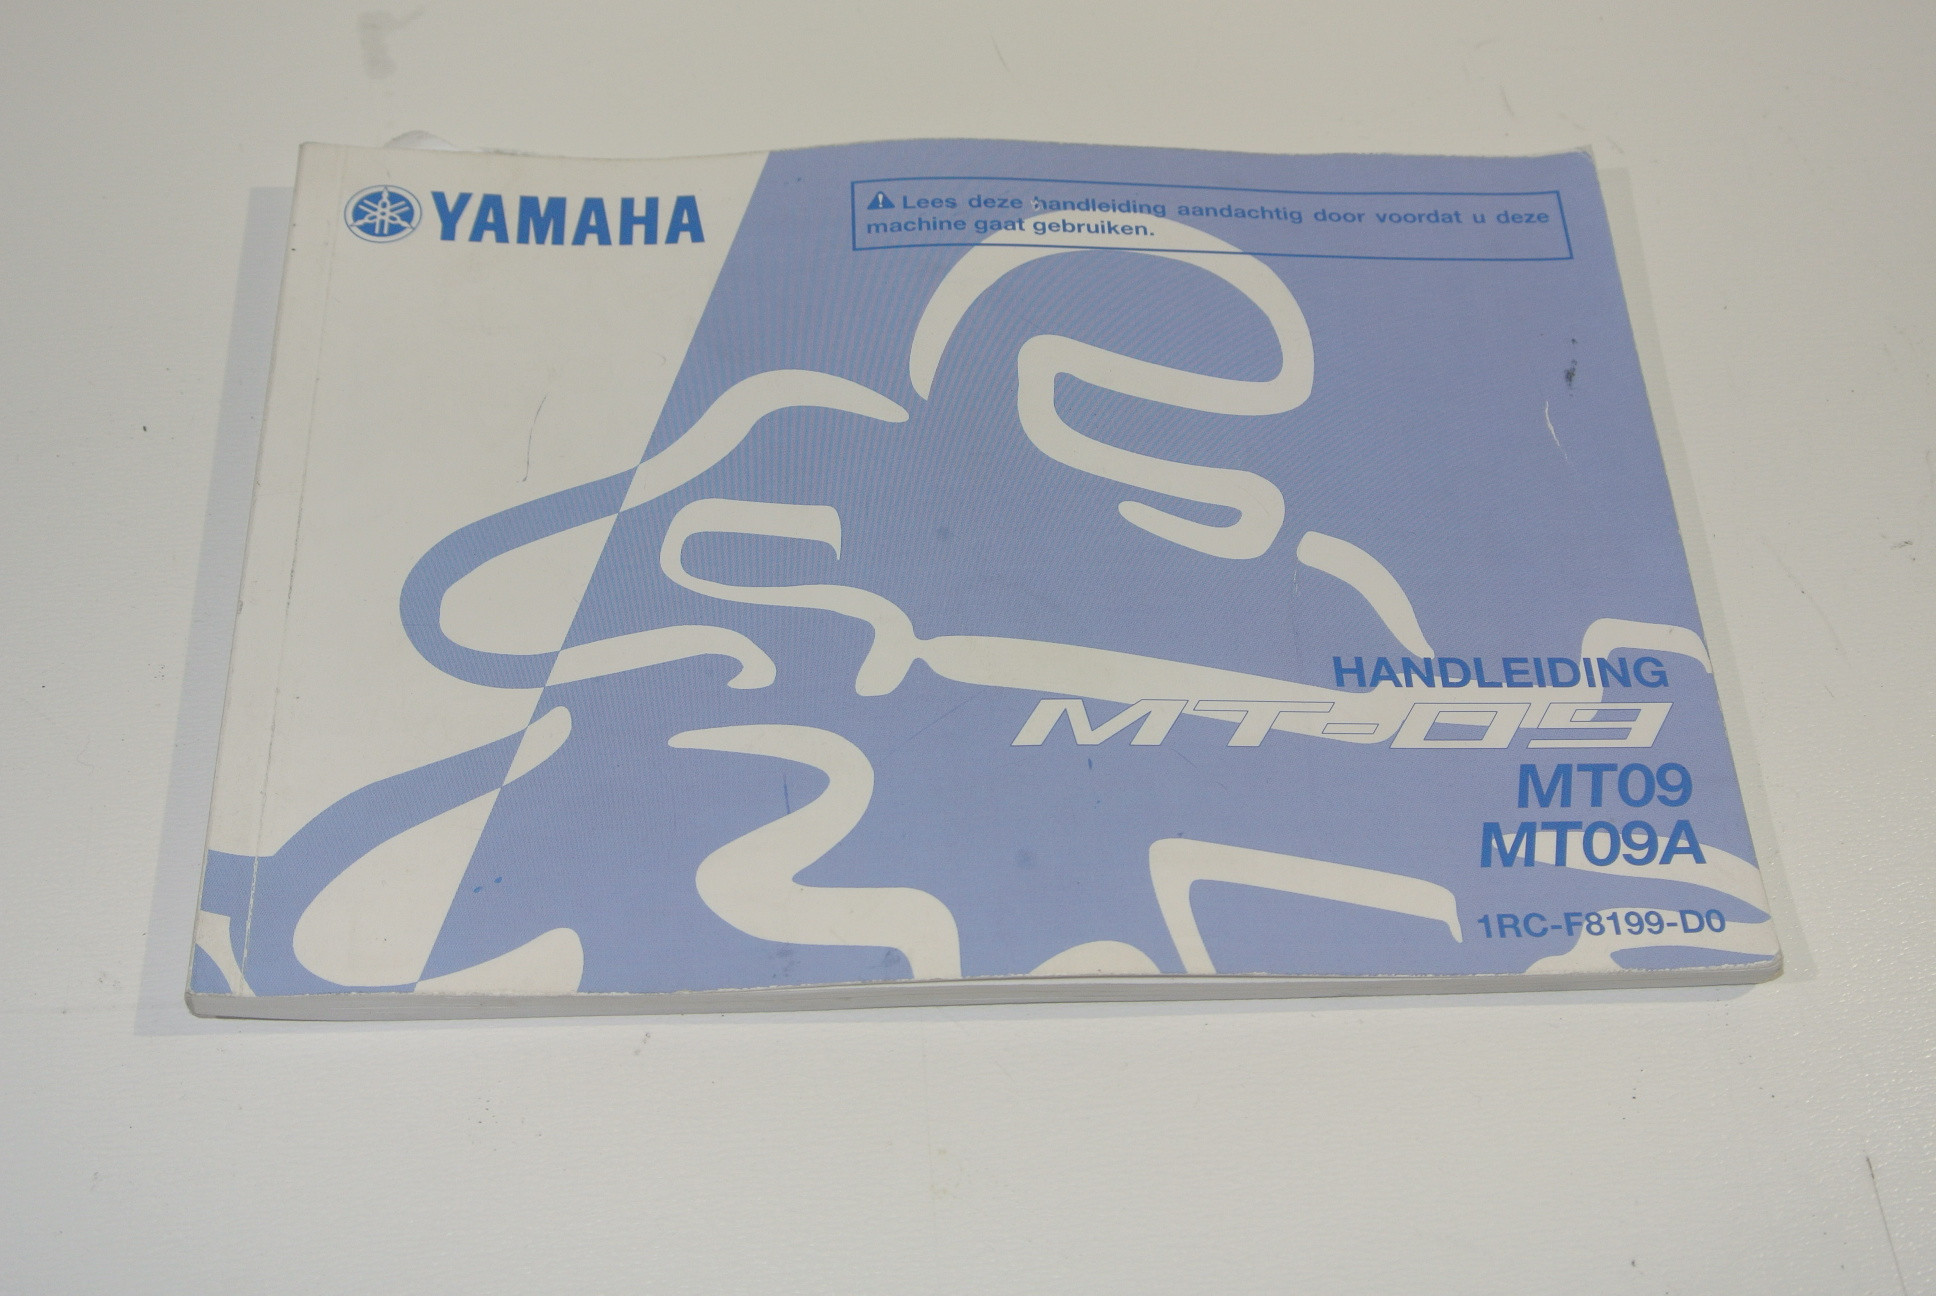 YAMAHA
⚠ Lees deze handleiding aandachtig door voordat u deze
machine gaat gebruiken.
HANDLEIDING
MT-09
MT09
MT09A
1RC-F8199-D0